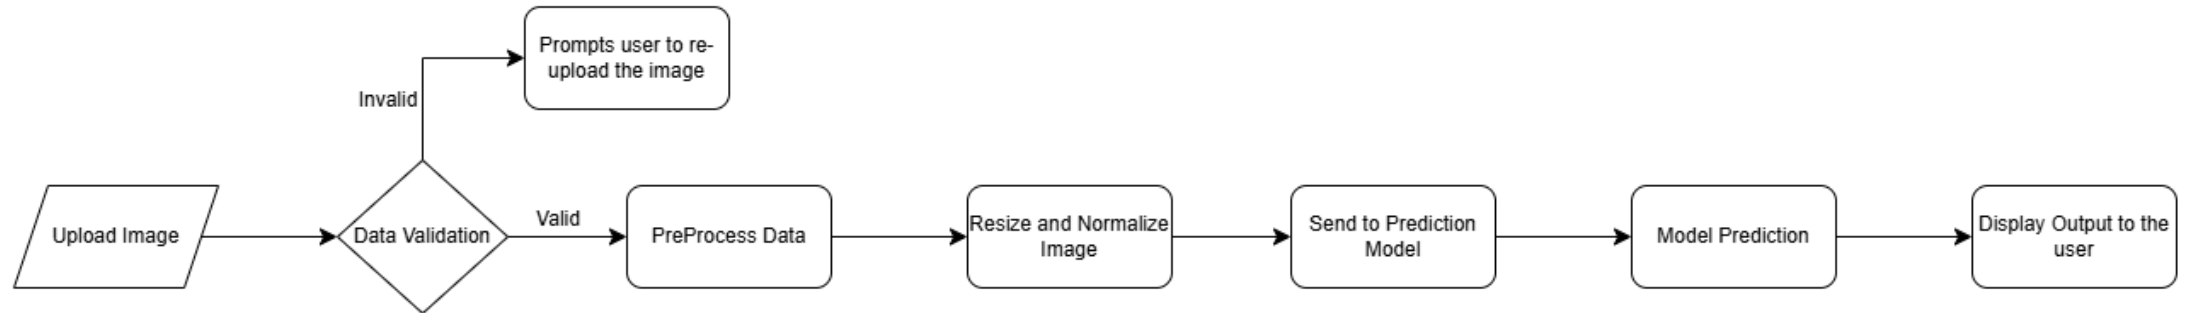 Prompts user to re-
upload the image
Invalid
Upload Image
Data Validation
Valid
PreProcess Data
Resize and Normalize
Image
Send to Prediction
Model
Model Prediction
Display Output to the
user